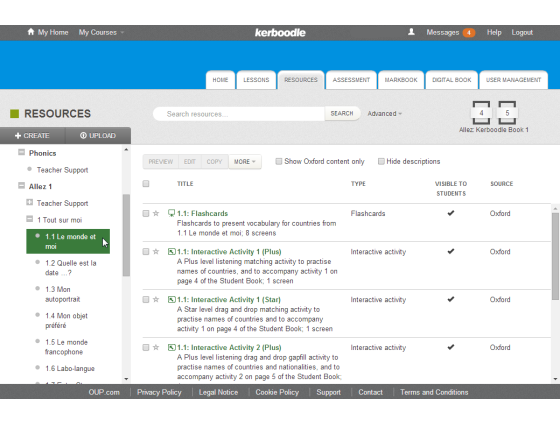 My Home My Courses kerboodle Messages 4 Help Logout
HOME LESSONS RESOURCES ASSESSMENT MARKBOOK DIGITAL BOOK USER MANAGEMENT
RESOURCES Search resources... SEARCH Advanced 4 5
Allez: Kerboodle Book 1
+ CREATE UPLOAD
Phonics
Teacher Support
Allez 1
Teacher Support
1 Tout sur moi
1.1 Le monde et
moi
1.2 Quelle est la
date ...?
1.3 Mon
autoportrait
1.4 Mon objet
préféré
1.5 Le monde
francophone
1.6 Labo-langue
PREVIEW EDIT COPY MORE Show Oxford content only Hide descriptions
TITLE TYPE VISIBLE TO STUDENTS SOURCE
1.1: Flashcards Flashcards Oxford
Flashcards to present vocabulary for countries from
1.1 Le monde et moi; 8 screens
1.1: Interactive Activity 1 (Plus) Interactive activity Oxford
A Plus level listening matching activity to practise
names of countries, and to accompany activity 1 on
page 4 of the Student Book; 1 screen
1.1: Interactive Activity 1 (Star) Interactive activity Oxford
A Star level drag and drop matching activity to
practise names of countries and to accompany
activity 1 on page 4 of the Student Book; 1 screen
1.1: Interactive Activity 2 (Plus) Interactive activity Oxford
A Plus level listening drag and drop gapfill activity to
practise names of countries and nationalities, and to
accompany activity 2 on page 5 of the Student Book;
OUP.com Privacy Policy Legal Notice Cookie Policy Support Contact Terms and Conditions